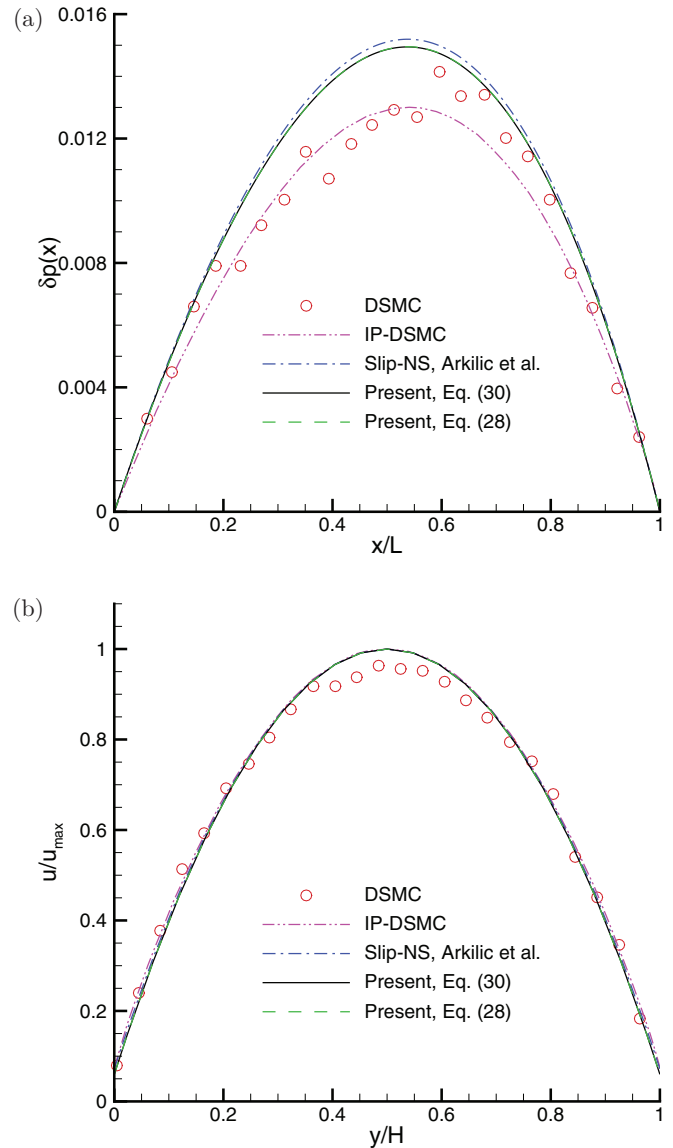 (a)
0.016
0.012
0.008
0.004
0
δp(x)
DSMC
IP-DSMC
Slip-NS, Arkilic et al.
Present, Eq. (30)
Present, Eq. (28)
0 0.2 0.4 0.6 0.8 1
x/L
(b)
1
0.8
0.6
0.4
0.2
0
u/u_max
DSMC
IP-DSMC
Slip-NS, Arkilic et al.
Present, Eq. (30)
Present, Eq. (28)
0 0.2 0.4 0.6 0.8 1
y/H